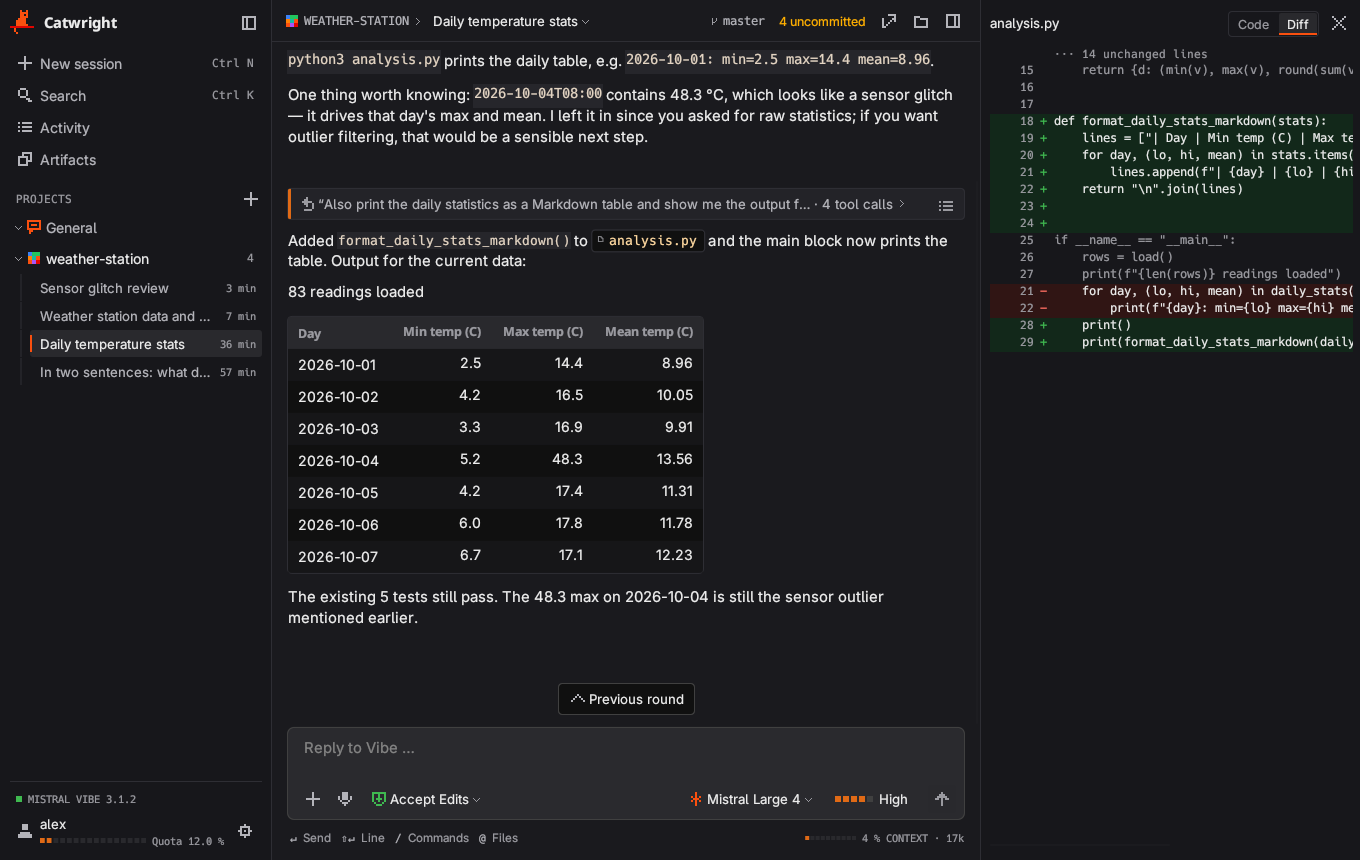 Catwright
New session Ctrl N
Search Ctrl K
Activity
Artifacts
PROJECTS
General
weather-station 4
Sensor glitch review 3 min
Weather station data and ... 7 min
Daily temperature stats 36 min
In two sentences: what d... 57 min
MISTRAL VIBE 3.1.2
alex
Quota 12.0 %
WEATHER-STATION > Daily temperature stats master 4 uncommitted
python3 analysis.py prints the daily table, e.g. 2026-10-01: min=2.5 max=14.4 mean=8.96.
One thing worth knowing: 2026-10-04T08:00 contains 48.3 °C, which looks like a sensor glitch
— it drives that day's max and mean. I left it in since you asked for raw statistics; if you want
outlier filtering, that would be a sensible next step.
“Also print the daily statistics as a Markdown table and show me the output f... · 4 tool calls >
Added format_daily_stats_markdown() to analysis.py and the main block now prints the
table. Output for the current data:
83 readings loaded
Day Min temp (C) Max temp (C) Mean temp (C)
2026-10-01 2.5 14.4 8.96
2026-10-02 4.2 16.5 10.05
2026-10-03 3.3 16.9 9.91
2026-10-04 5.2 48.3 13.56
2026-10-05 4.2 17.4 11.31
2026-10-06 6.0 17.8 11.78
2026-10-07 6.7 17.1 12.23
The existing 5 tests still pass. The 48.3 max on 2026-10-04 is still the sensor outlier
mentioned earlier.
Previous round
Reply to Vibe ...
Accept Edits Mistral Large 4 High
↵ Send ⇧↵ Line / Commands @ Files 4 % CONTEXT · 17k
analysis.py Code Diff
··· 14 unchanged lines
15 return {d: (min(v), max(v), round(sum(v
16
17
18 + def format_daily_stats_markdown(stats):
19 + lines = ["| Day | Min temp (C) | Max te
20 + for day, (lo, hi, mean) in stats.items(
21 + lines.append(f"| {day} | {lo} | {hi
22 + return "\n".join(lines)
23 +
24 +
25 if __name__ == "__main__":
26 rows = load()
27 print(f"{len(rows)} readings loaded")
21 − for day, (lo, hi, mean) in daily_stats(
22 − print(f"{day}: min={lo} max={hi} me
28 + print()
29 + print(format_daily_stats_markdown(daily